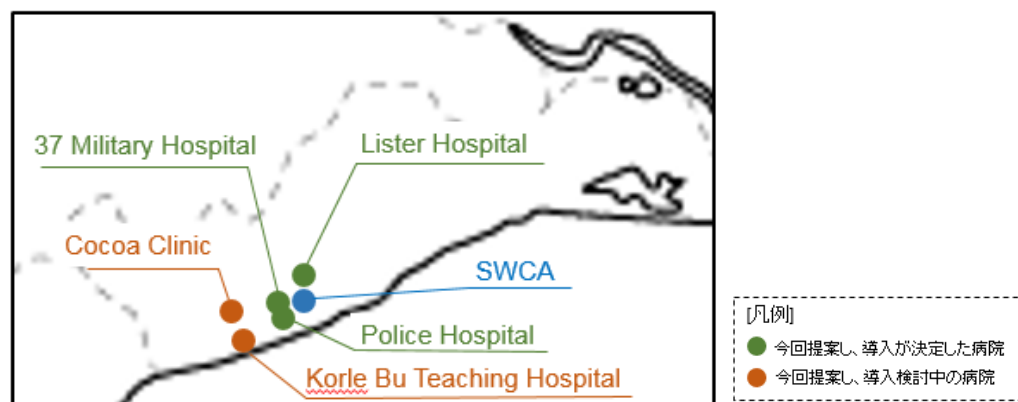 37 Military Hospital
Lister Hospital
Cocoa Clinic
SWCA
Police Hospital
Korle Bu Teaching Hospital
[凡例]
今回提案し、導入が決定した病院
今回提案し、導入検討中の病院